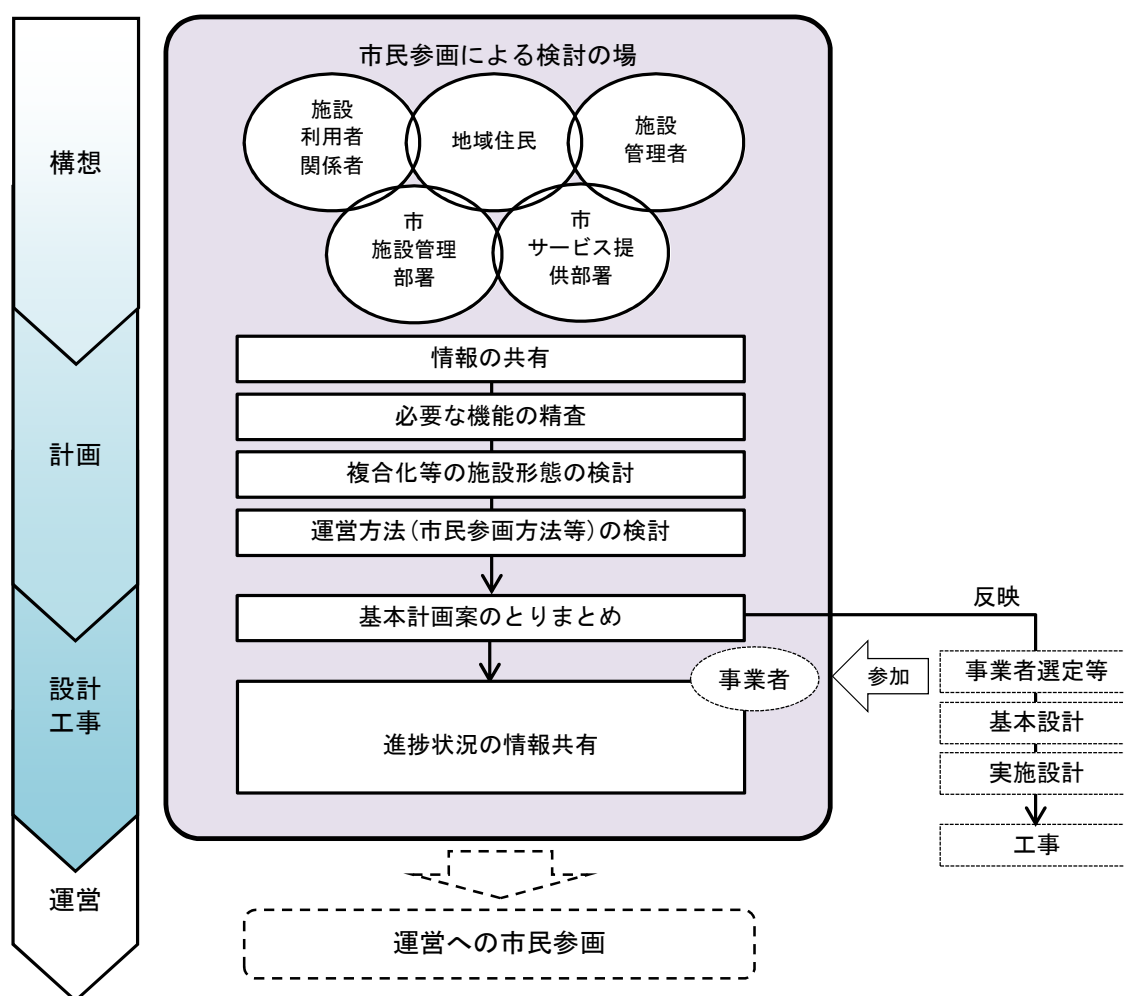 市民参画による検討の場
施設
利用者
関係者
地域住民
施設
管理者
市
施設管理
部署
市
サービス提
供部署
構想
情報の共有
必要な機能の精査
計画
複合化等の施設形態の検討
運営方法（市民参画方法等）の検討
基本計画案のとりまとめ
反映
設計
工事
事業者
参加
事業者選定等
進捗状況の情報共有
基本設計
実施設計
工事
運営
運営への市民参画